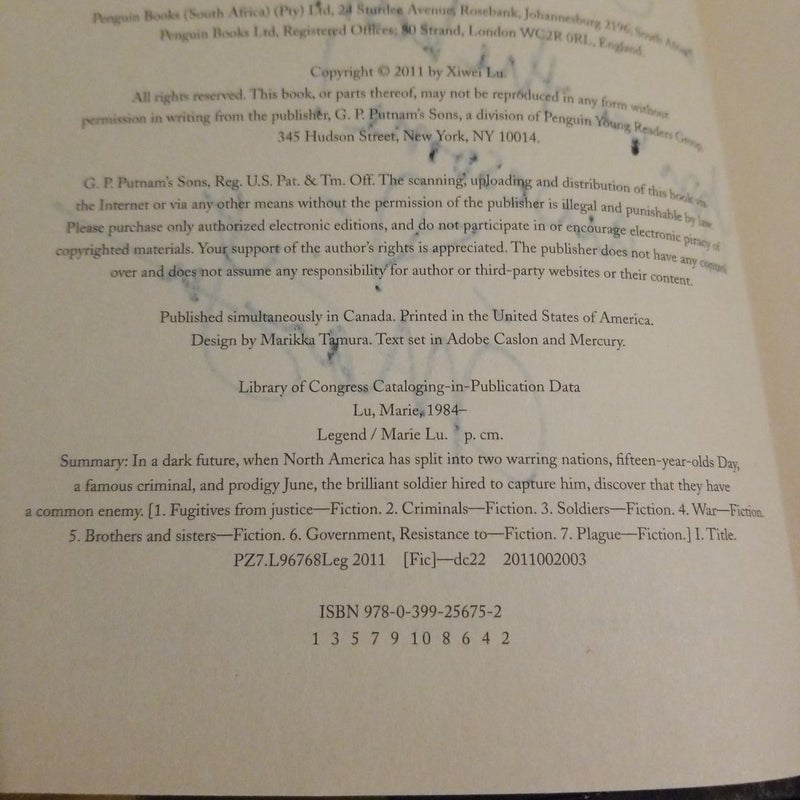 Penguin Books (South Africa) (Pty) Ltd, 24 Sturdee Avenue, Rosebank, Johannesburg 2196, South Africa
Penguin Books Ltd, Registered Offices: 80 Strand, London WC2R 0RL, England
Copyright © 2011 by Xiwei Lu.
All rights reserved. This book, or parts thereof, may not be reproduced in any form without
permission in writing from the publisher, G. P. Putnam's Sons, a division of Penguin Young Readers Group,
345 Hudson Street, New York, NY 10014.
G. P. Putnam's Sons, Reg. U.S. Pat. & Tm. Off. The scanning, uploading and distribution of this book via
the Internet or via any other means without the permission of the publisher is illegal and punishable by law.
Please purchase only authorized electronic editions, and do not participate in or encourage electronic piracy of
copyrighted materials. Your support of the author's rights is appreciated. The publisher does not have any control
over and does not assume any responsibility for author or third-party websites or their content.
Published simultaneously in Canada. Printed in the United States of America.
Design by Marikka Tamura. Text set in Adobe Caslon and Mercury.
Library of Congress Cataloging-in-Publication Data
Lu, Marie, 1984–
Legend / Marie Lu. p. cm.
Summary: In a dark future, when North America has split into two warring nations, fifteen-year-olds Day,
a famous criminal, and prodigy June, the brilliant soldier hired to capture him, discover that they have
a common enemy. [1. Fugitives from justice—Fiction. 2. Criminals—Fiction. 3. Soldiers—Fiction. 4. War—Fiction.
5. Brothers and sisters—Fiction. 6. Government, Resistance to—Fiction. 7. Plague—Fiction.] I. Title.
PZ7.L96768Leg 2011 [Fic]—dc22 2011002003
ISBN 978-0-399-25675-2
1 3 5 7 9 10 8 6 4 2